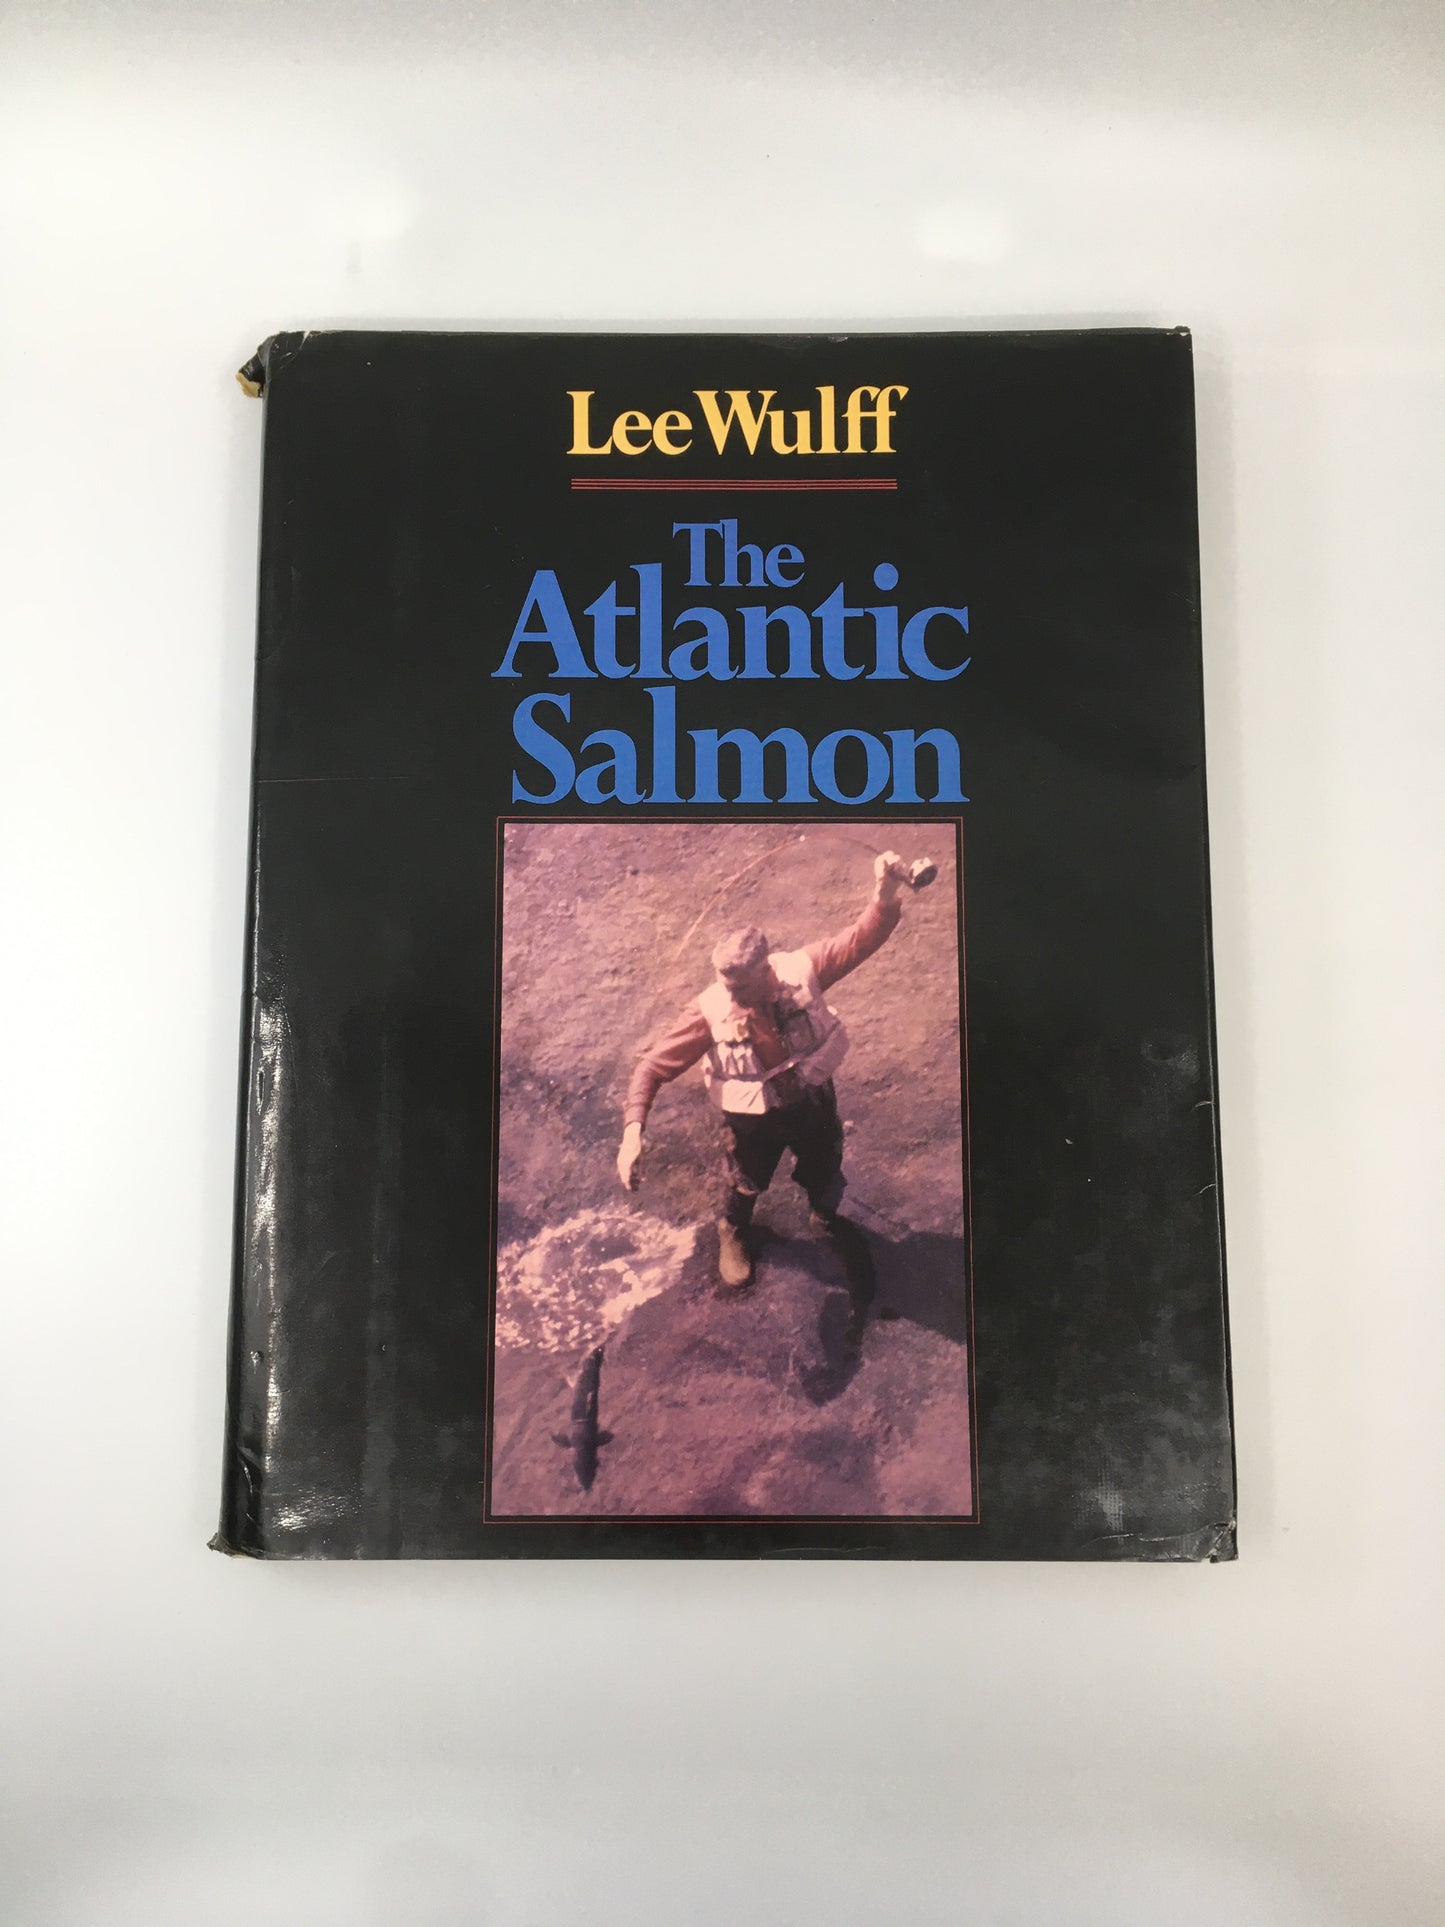 Lee Wulff
The
Atlantic
Salmon